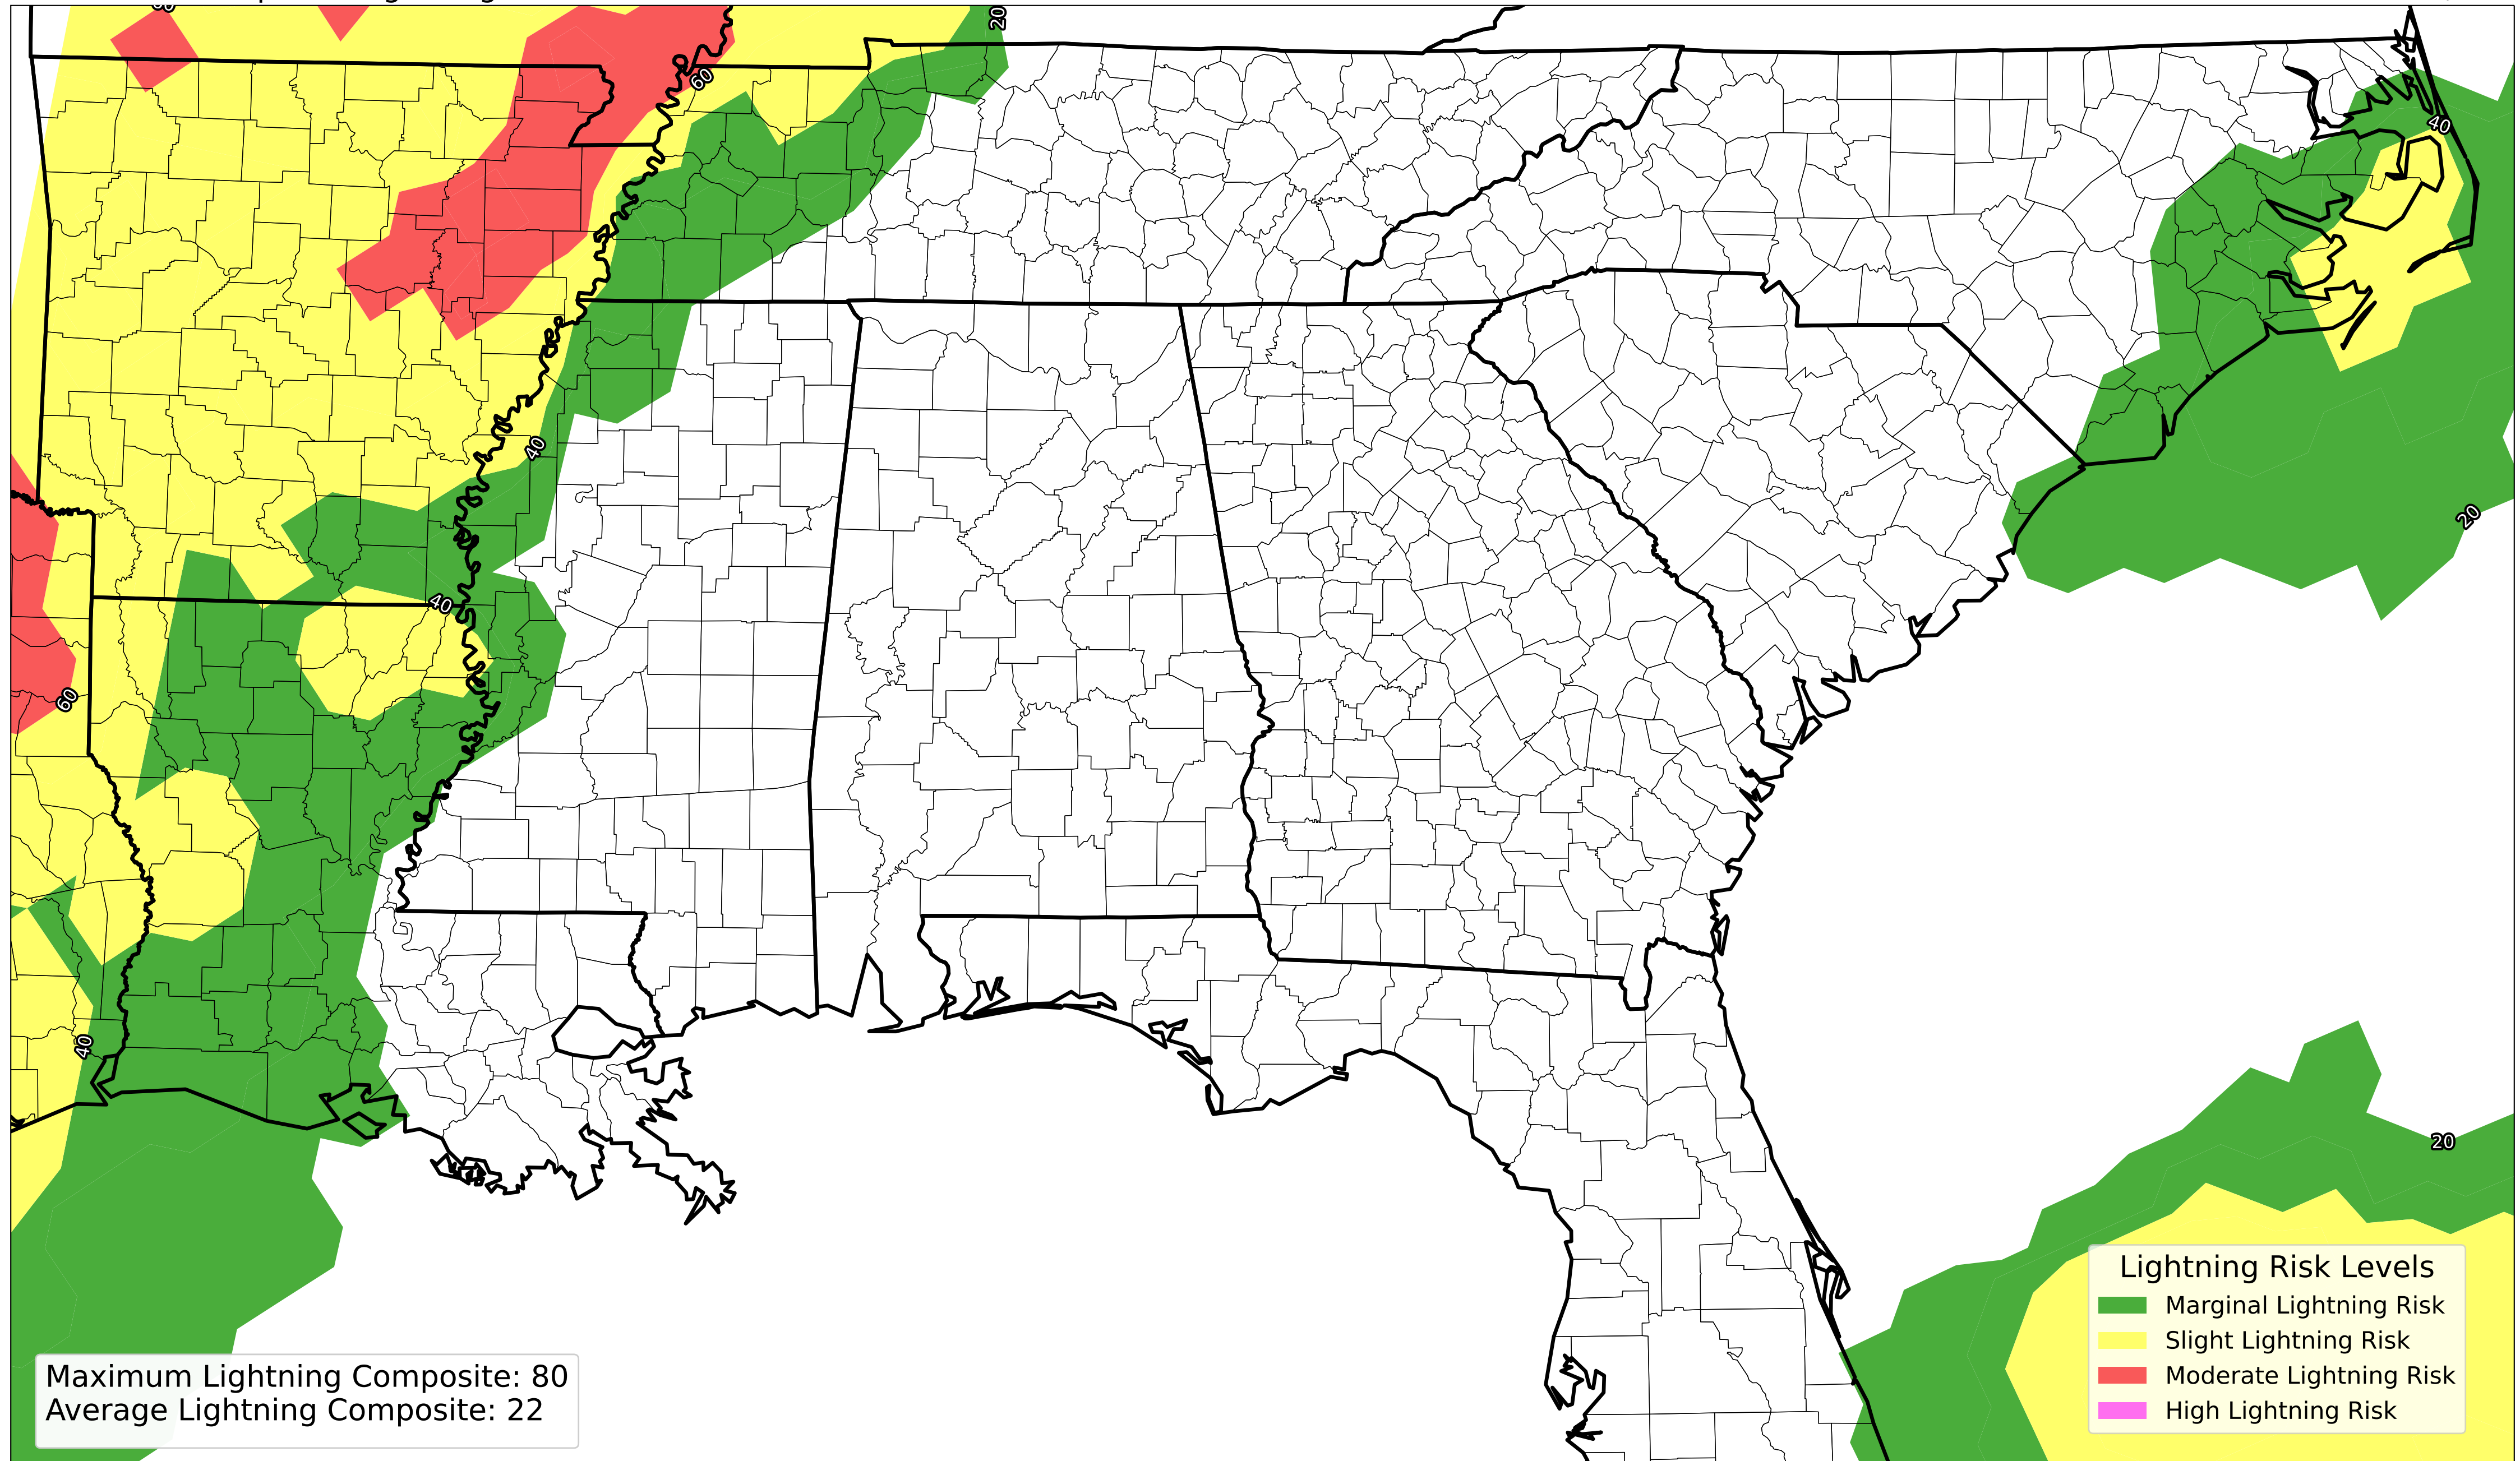 20
60
40
40
40
20
60
40
20
Lightning Risk Levels
Marginal Lightning Risk
Slight Lightning Risk
Moderate Lightning Risk
High Lightning Risk
Maximum Lightning Composite: 80
Average Lightning Composite: 22